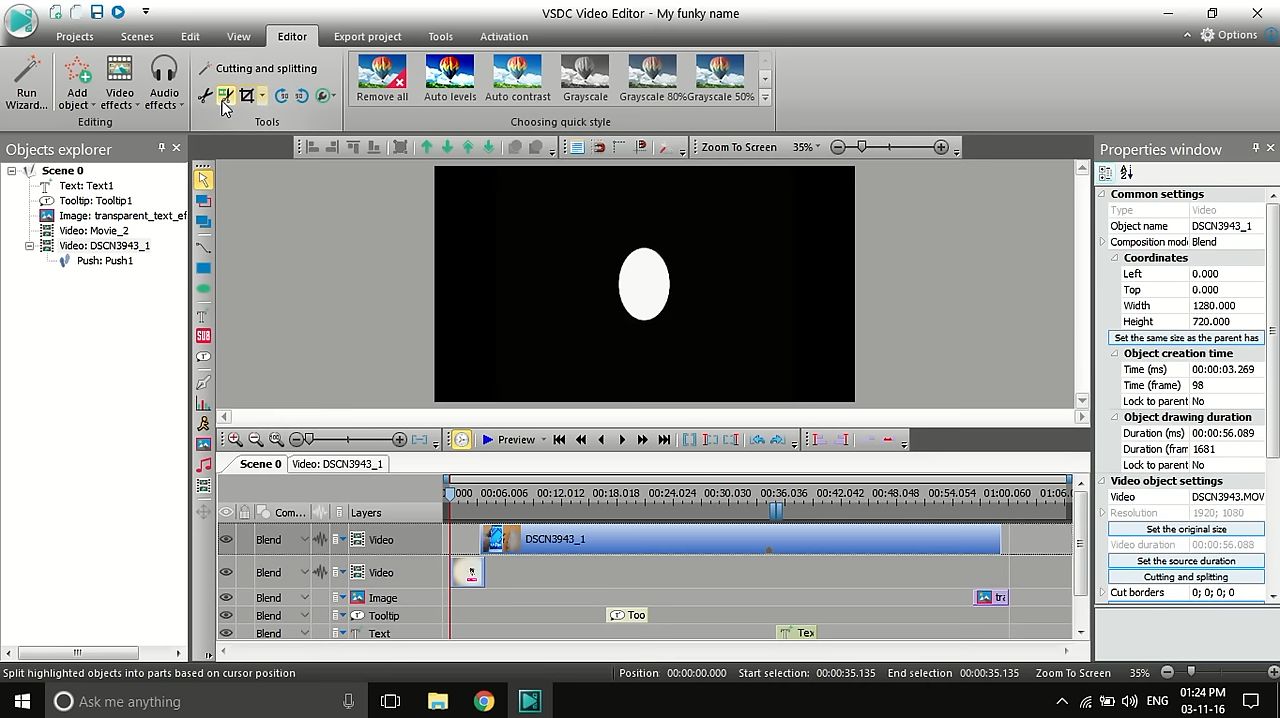 VSDC Video Editor - My funky name
Projects Scenes Edit View Editor Export project Tools Activation Options
Cutting and splitting
Run Wizard...
Add object
Video effects
Audio effects
Remove all Auto levels Auto contrast Grayscale Grayscale 80% Grayscale 50%
Editing Tools Choosing quick style
Objects explorer
Zoom To Screen 35%
Properties window
Scene 0
Text: Text1
Tooltip: Tooltip1
Image: transparent_text_ef
Video: Movie_2
Video: DSCN3943_1
Push: Push1
SUB
T
Common settings
Type Video
Object name DSCN3943_1
Composition mod Blend
Coordinates
Left 0.000
Top 0.000
Width 1280.000
Height 720.000
Set the same size as the parent has
Object creation time
Time (ms) 00:00:03.269
Time (frame) 98
Lock to parent No
Object drawing duration
Duration (ms) 00:00:56.089
Duration (fram 1681
Lock to parent No
Video object settings
Video DSCN3943.MOV
Resolution 1920; 1080
Set the original size
Video duration 00:00:56.088
Set the source duration
Cutting and splitting
Cut borders 0; 0; 0; 0
Preview
Scene 0 Video: DSCN3943_1
000 00:06.006 00:12.012 00:18.018 00:24.024 00:30.030 00:36.036 00:42.042 00:48.048 00:54.054 01:00.060 01:06.
Com... Layers
Blend Video DSCN3943_1
Blend Video
Blend Image tra
Blend Tooltip Too
Blend Text Tex
Split highlighted objects into parts based on cursor position
Position: 00:00:00.000 Start selection: 00:00:35.135 End selection: 00:00:35.135 Zoom To Screen 35%
Ask me anything
ENG
01:24 PM
03-11-16